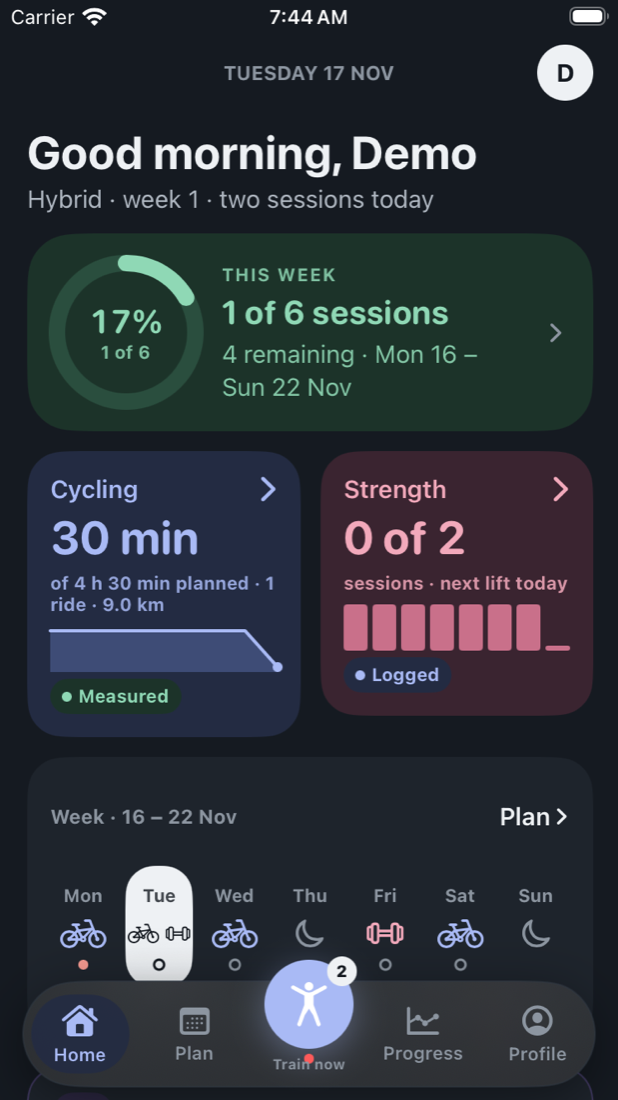 Carrier 7:44 AM
TUESDAY 17 NOV
D
Good morning, Demo
Hybrid · week 1 · two sessions today
17%
1 of 6
THIS WEEK
1 of 6 sessions
4 remaining · Mon 16 –
Sun 22 Nov
Cycling
30 min
of 4 h 30 min planned · 1
ride · 9.0 km
Measured
Strength
0 of 2
sessions · next lift today
Logged
Week · 16 – 22 Nov
Plan
Mon Tue Wed Thu Fri Sat Sun
2
Home
Plan
Train now
Progress
Profile